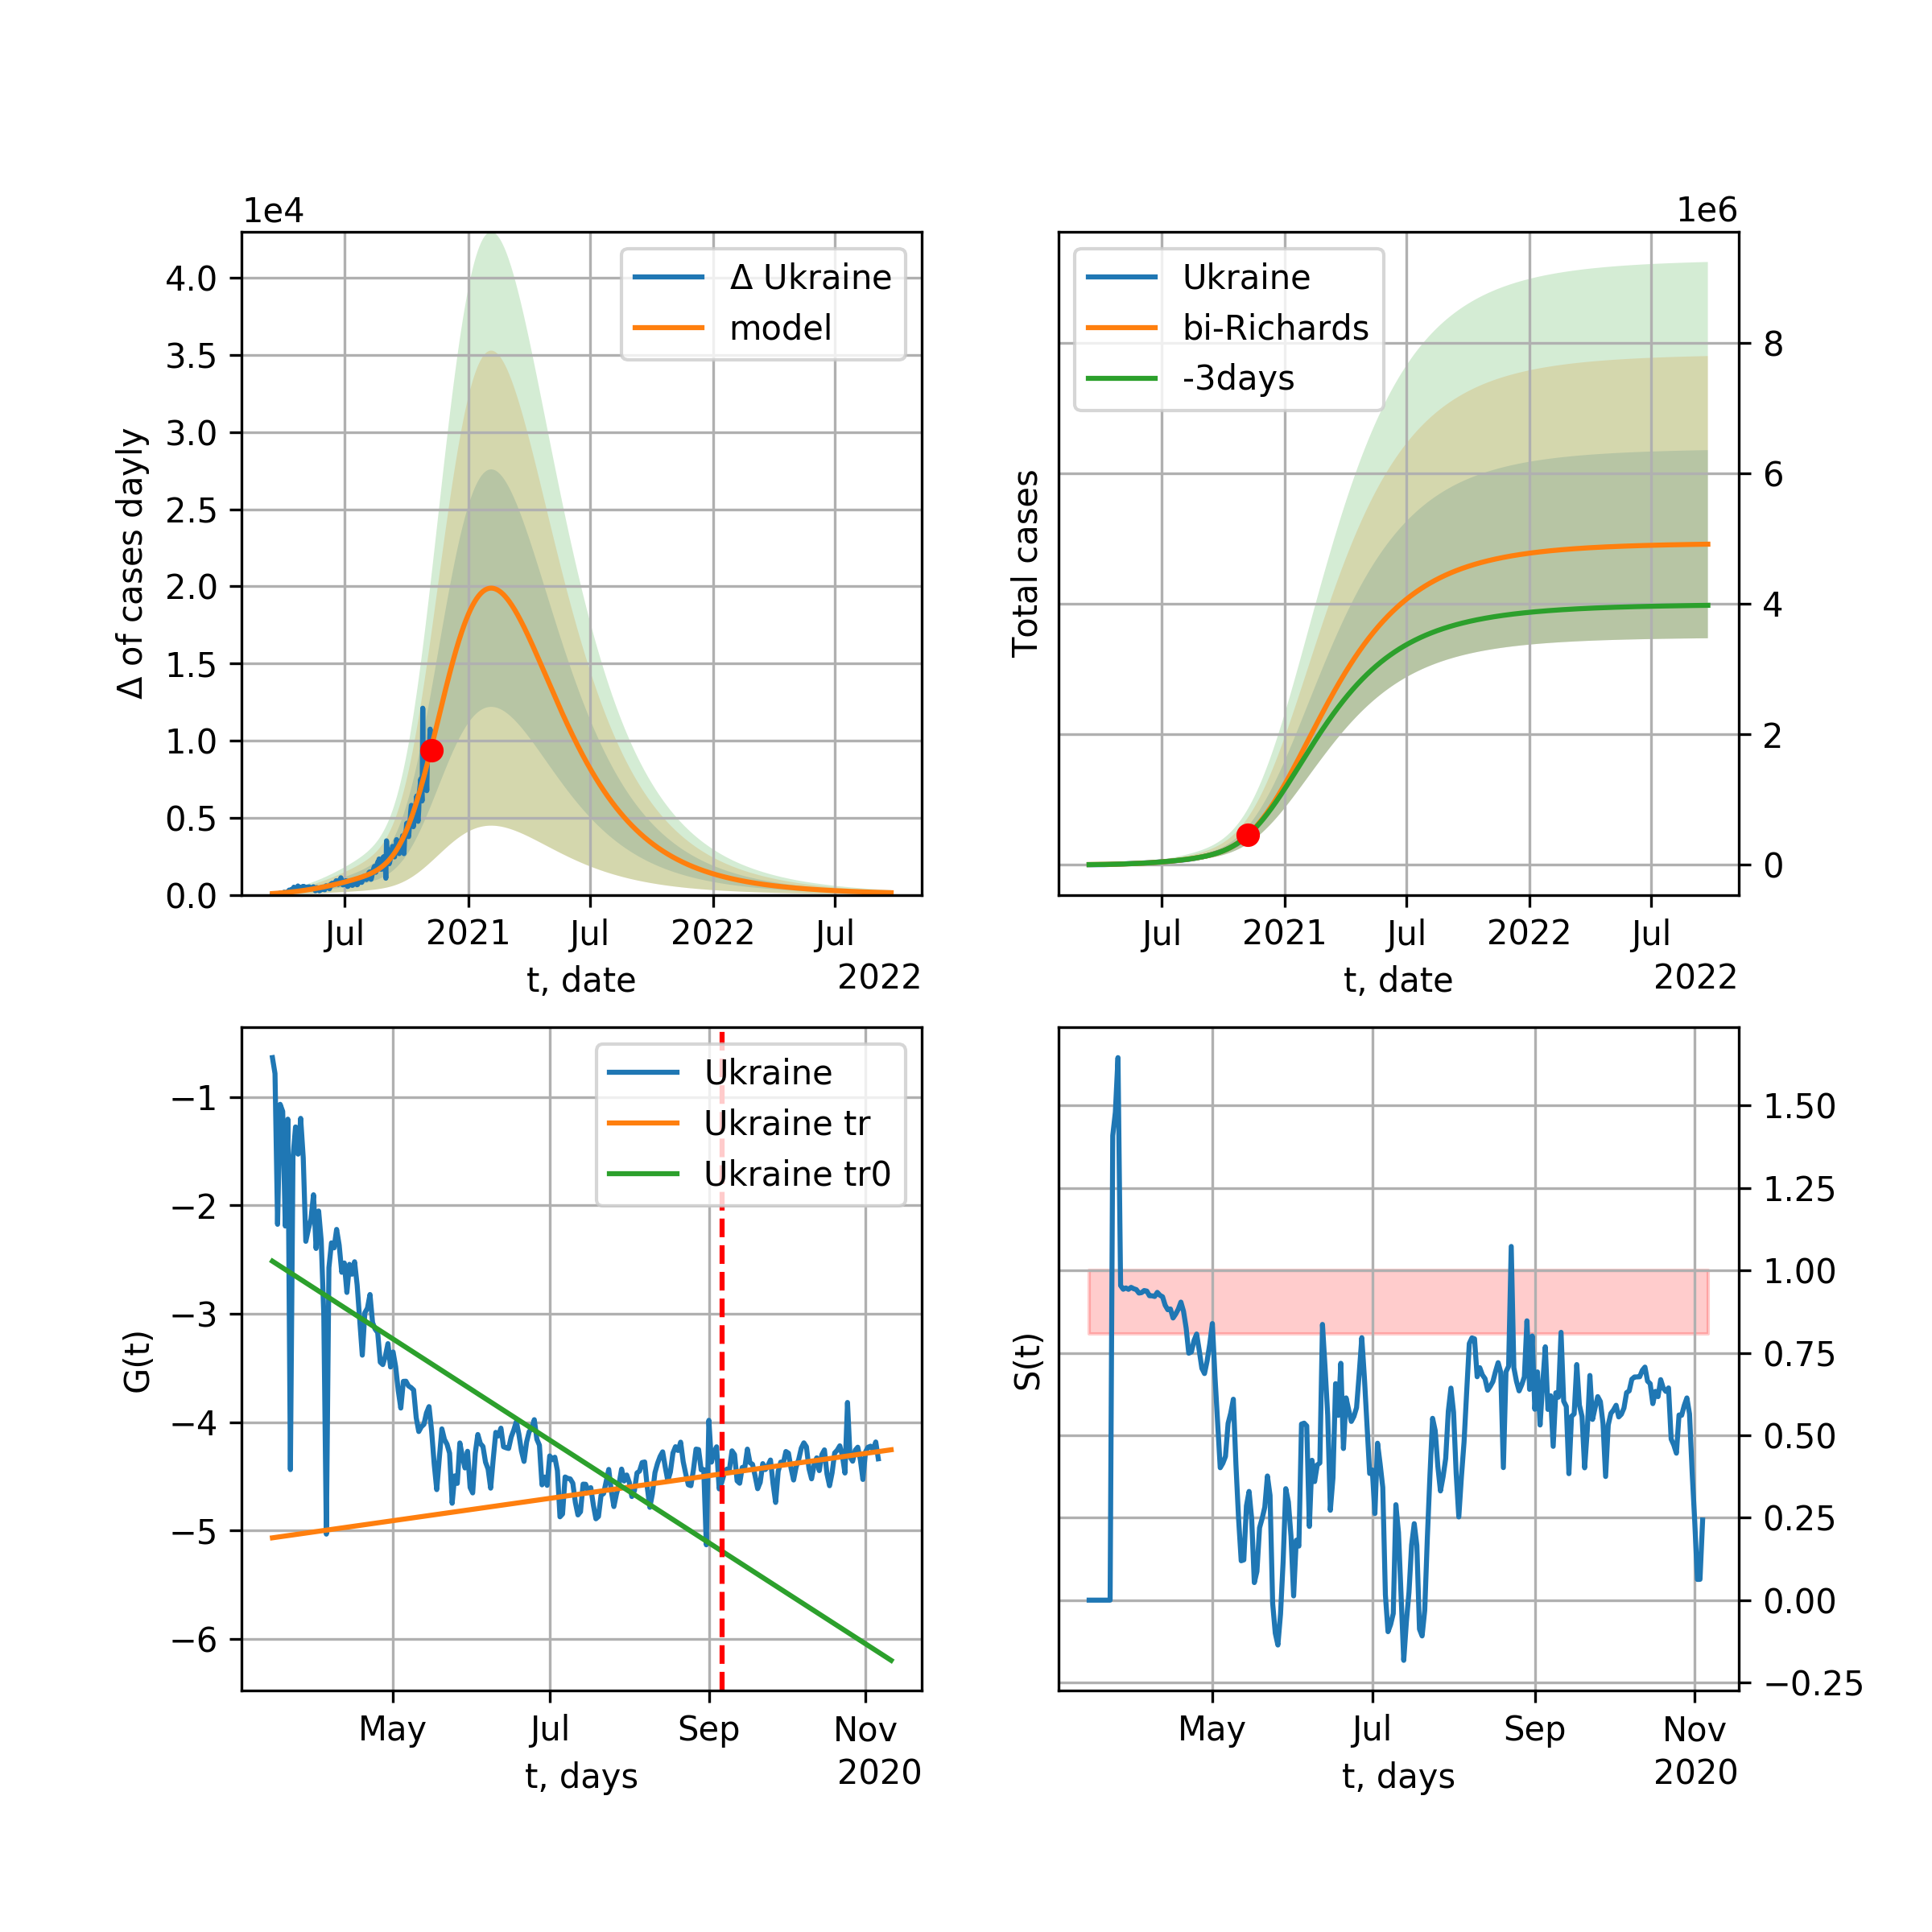 1e4
4.0
3.5
3.0
2.5
2.0
1.5
1.0
0.5
0.0
Δ of cases dayly
Δ Ukraine
model
Jul
2021
Jul
2022
Jul
t, date
2022
1e6
Ukraine
bi-Richards
-3days
Total cases
8
6
4
2
0
Jul
2021
Jul
2022
Jul
t, date
2022
−1
−2
−3
−4
−5
−6
G(t)
Ukraine
Ukraine tr
Ukraine tr0
May
Jul
Sep
Nov
t, days
2020
S(t)
1.50
1.25
1.00
0.75
0.50
0.25
0.00
−0.25
May
Jul
Sep
Nov
t, days
2020